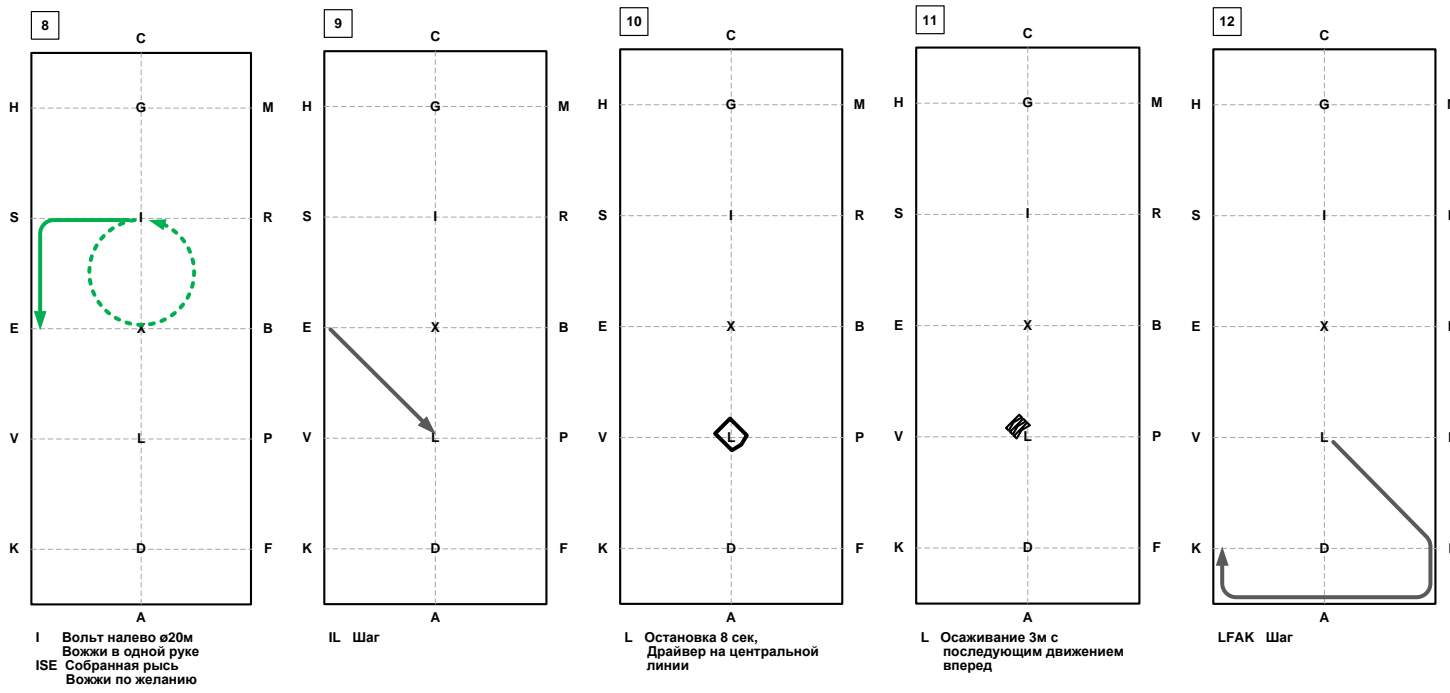 8
C
H G M
S I R
E X B
V L P
K D F
A
I Вольт налево ø20м
Вожжи в одной руке
ISE Собранная рысь
Вожжи по желанию
9
C
H G M
S I R
E X B
V L P
K D F
A
IL Шаг
10
C
H G M
S I R
E X B
V L P
K D F
A
L Остановка 8 сек,
Драйвер на центральной
линии
11
C
H G M
S I R
E X B
V L P
K D F
A
L Осаживание 3м с
последующим движением
вперед
12
C
H G
S I
E X
V L
K D
A
LFAK Шаг